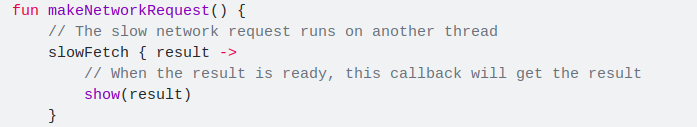 fun makeNetworkRequest() {
    // The slow network request runs on another thread
    slowFetch { result ->
        // When the result is ready, this callback will get the result
        show(result)
    }